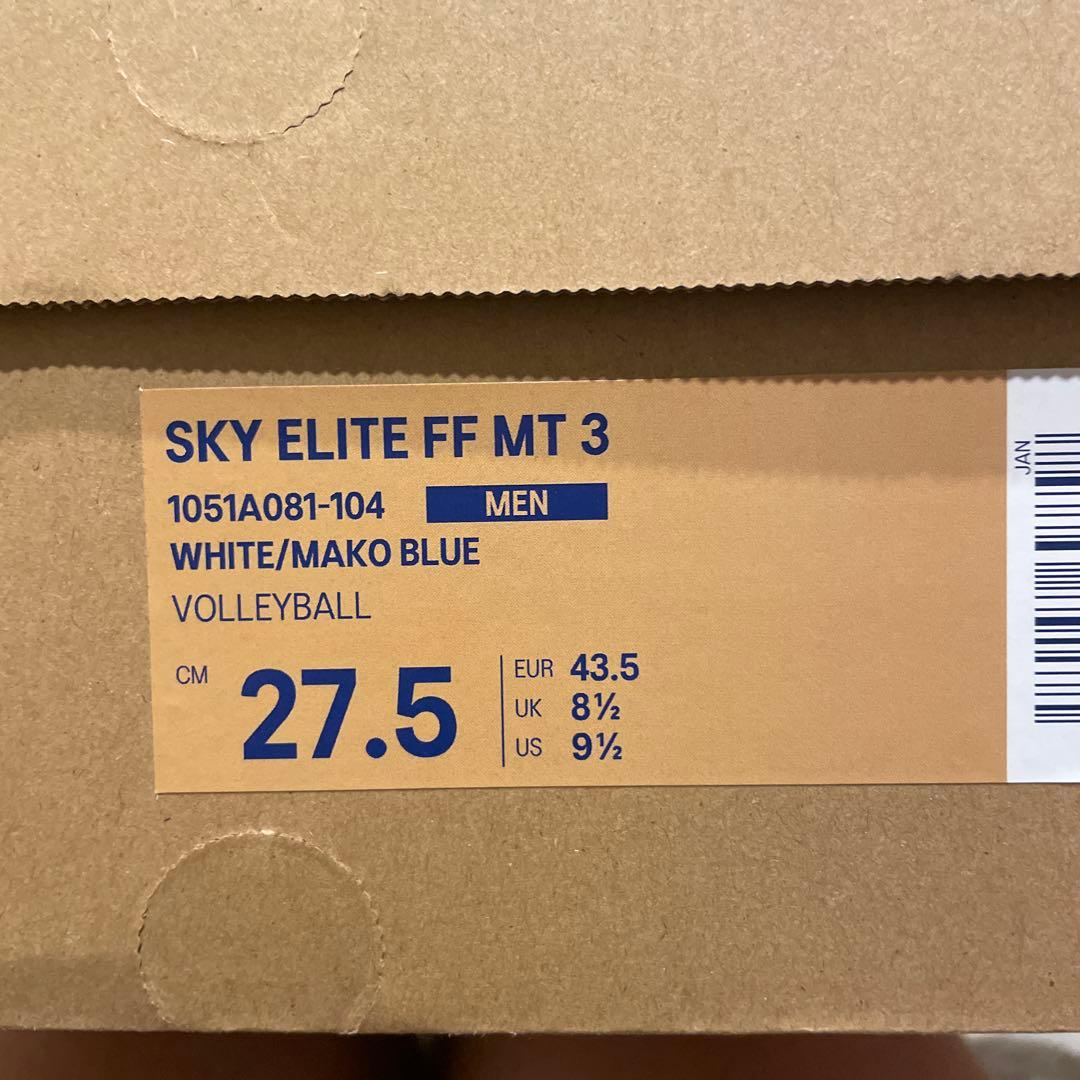 SKY ELITE FF MT 3
1051A081-104 MEN
WHITE/MAKO BLUE
VOLLEYBALL
CM 27.5
EUR 43.5
UK 8½
US 9½
JAN